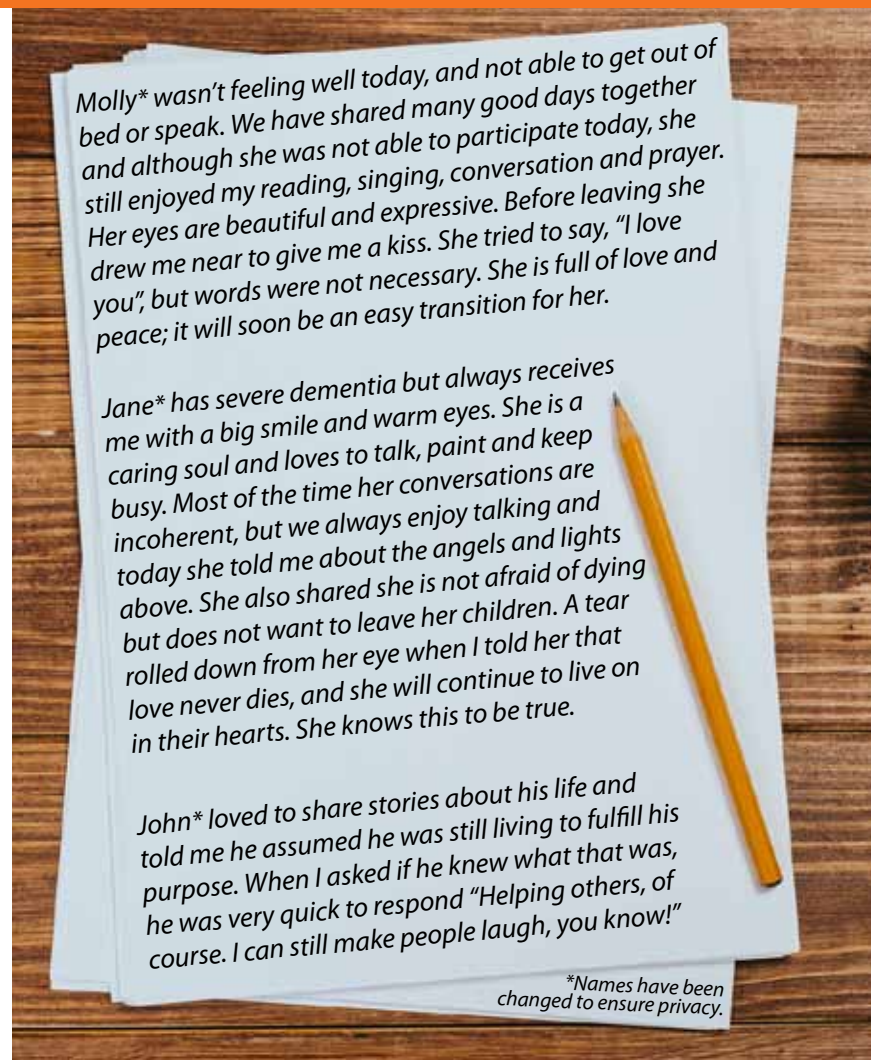 Molly* wasn't feeling well today, and not able to get out of
bed or speak. We have shared many good days together
and although she was not able to participate today, she
still enjoyed my reading, singing, conversation and prayer.
Her eyes are beautiful and expressive. Before leaving she
drew me near to give me a kiss. She tried to say, “I love
you”, but words were not necessary. She is full of love and
peace; it will soon be an easy transition for her.
Jane* has severe dementia but always receives
me with a big smile and warm eyes. She is a
caring soul and loves to talk, paint and keep
busy. Most of the time her conversations are
incoherent, but we always enjoy talking and
today she told me about the angels and lights
above. She also shared she is not afraid of dying
but does not want to leave her children. A tear
rolled down from her eye when I told her that
love never dies, and she will continue to live on
in their hearts. She knows this to be true.
John* loved to share stories about his life and
told me he assumed he was still living to fulfill his
purpose. When I asked if he knew what that was,
he was very quick to respond “Helping others, of
course. I can still make people laugh, you know!”
*Names have been
changed to ensure privacy.